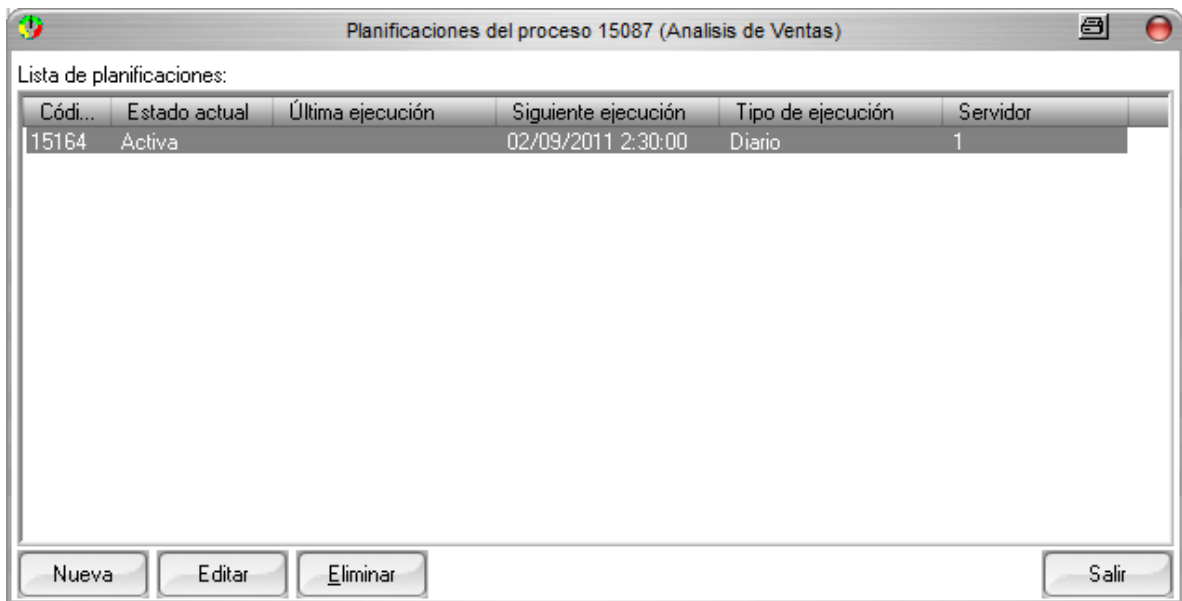 Planificaciones del proceso 15087 (Analisis de Ventas)
Lista de planificaciones:
Códi... Estado actual Última ejecución Siguiente ejecución Tipo de ejecución Servidor
15164 Activa 02/09/2011 2:30:00 Diario 1
Nueva Editar Eliminar Salir